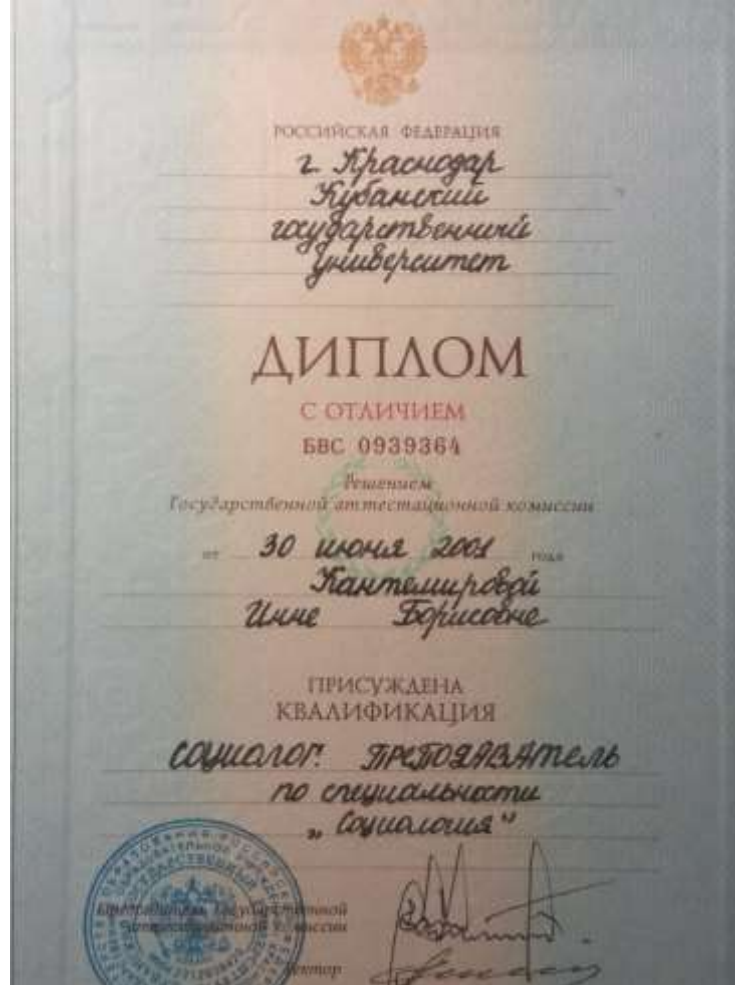 РОССИЙСКАЯ ФЕДЕРАЦИЯ
г. Краснодар
Кубанский
государственный
университет
ДИПЛОМ
С ОТЛИЧИЕМ
БВС 0939364
Решением
Государственной аттестационной комиссии
от 30 июня 2001 года
Кантемировой
Инне Борисовне
ПРИСУЖДЕНА
КВАЛИФИКАЦИЯ
СОЦИОЛОГ. ПРЕПОДАВАТЕЛЬ
по специальности
„Социология“
Председатель Государственной
аттестационной комиссии
Ректор